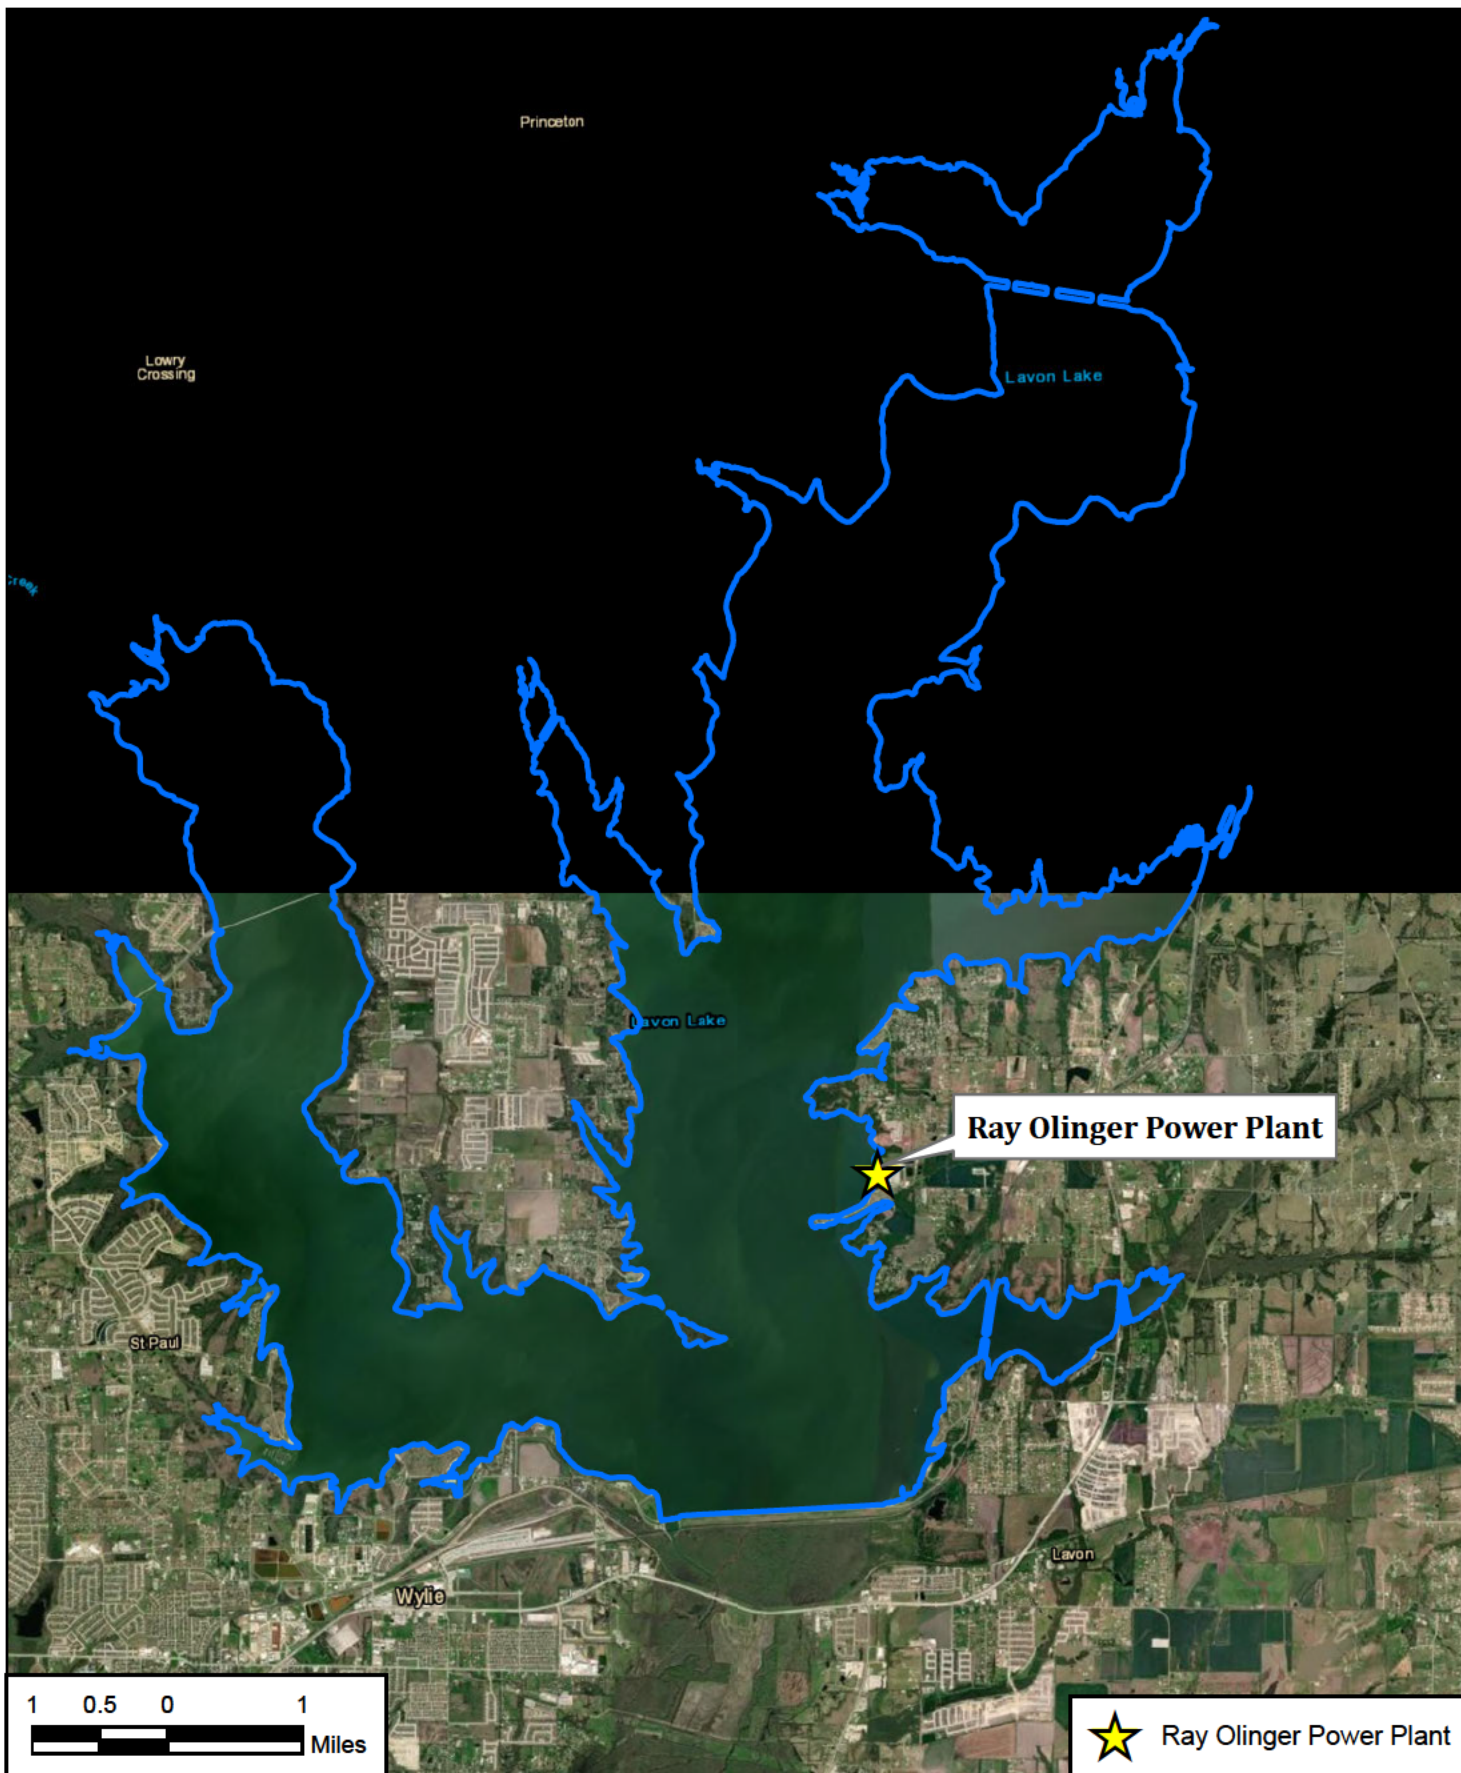 Princeton
Lowry
Crossing
Lavon Lake
Creek
Lavon Lake
Ray Olinger Power Plant
St Paul
Lavon
Wylie
1 0.5 0 1
Miles
Ray Olinger Power Plant